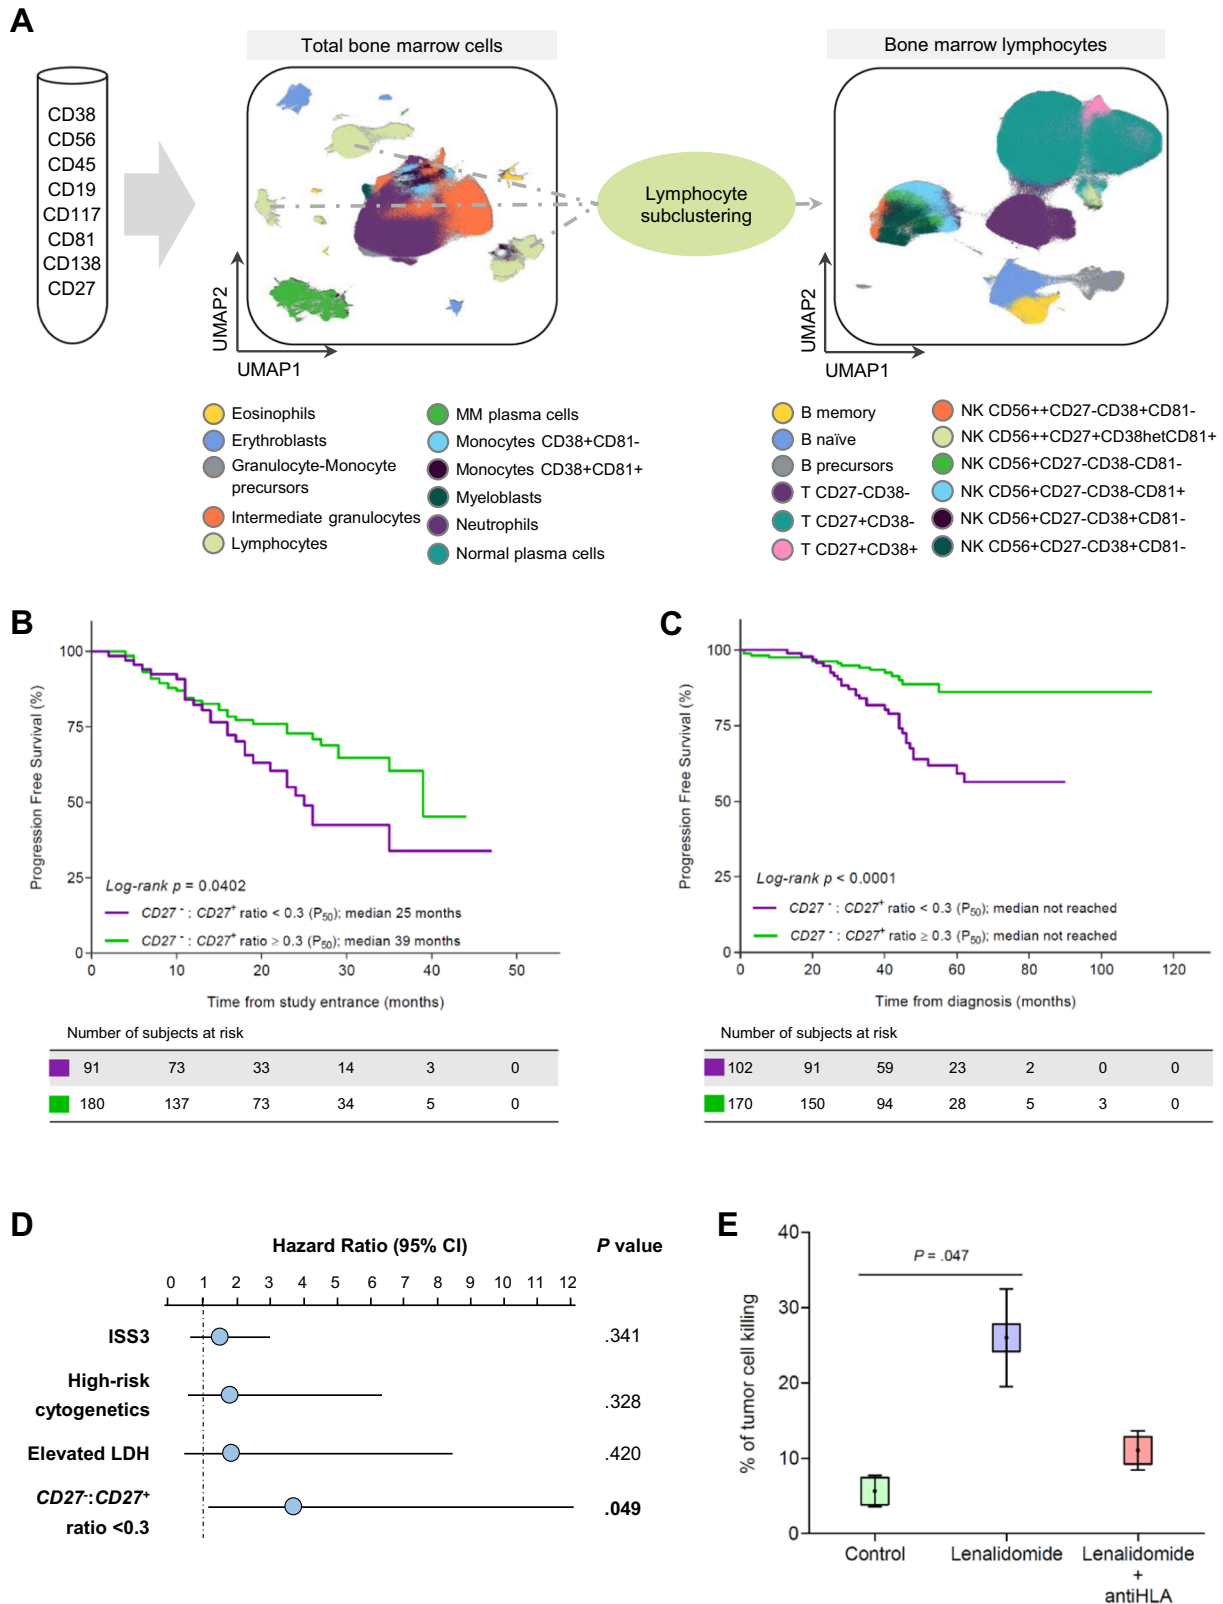 A
Total bone marrow cells
Bone marrow lymphocytes
CD38
CD56
CD45
CD19
CD117
CD81
CD138
CD27
Lymphocyte
subclustering
UMAP2
UMAP1
UMAP2
UMAP1
Eosinophils
Erythroblasts
Granulocyte-Monocyte
precursors
Intermediate granulocytes
Lymphocytes
MM plasma cells
Monocytes CD38+CD81-
Monocytes CD38+CD81+
Myeloblasts
Neutrophils
Normal plasma cells
B memory
B naïve
B precursors
T CD27-CD38-
T CD27+CD38-
T CD27+CD38+
NK CD56++CD27-CD38+CD81-
NK CD56++CD27+CD38hetCD81+
NK CD56+CD27-CD38-CD81-
NK CD56+CD27-CD38-CD81+
NK CD56+CD27-CD38+CD81-
NK CD56+CD27-CD38+CD81-
B
Progression Free Survival (%)
100
75
50
25
0
Log-rank p = 0.0402
CD27⁻ : CD27⁺ ratio < 0.3 (P₅₀); median 25 months
CD27⁻ : CD27⁺ ratio ≥ 0.3 (P₅₀); median 39 months
0 10 20 30 40 50
Time from study entrance (months)
Number of subjects at risk
91 73 33 14 3 0
180 137 73 34 5 0
C
Progression Free Survival (%)
100
75
50
25
0
Log-rank p < 0.0001
CD27⁻ : CD27⁺ ratio < 0.3 (P₅₀); median not reached
CD27⁻ : CD27⁺ ratio ≥ 0.3 (P₅₀); median not reached
0 20 40 60 80 100 120
Time from diagnosis (months)
Number of subjects at risk
102 91 59 23 2 0 0
170 150 94 28 5 3 0
D
Hazard Ratio (95% CI) P value
0 1 2 3 4 5 6 7 8 9 10 11 12
ISS3 .341
High-risk
cytogenetics .328
Elevated LDH .420
CD27⁻:CD27⁺
ratio <0.3 .049
E
% of tumor cell killing
40
30
20
10
0
P = .047
Control
Lenalidomide
Lenalidomide
+
antiHLA